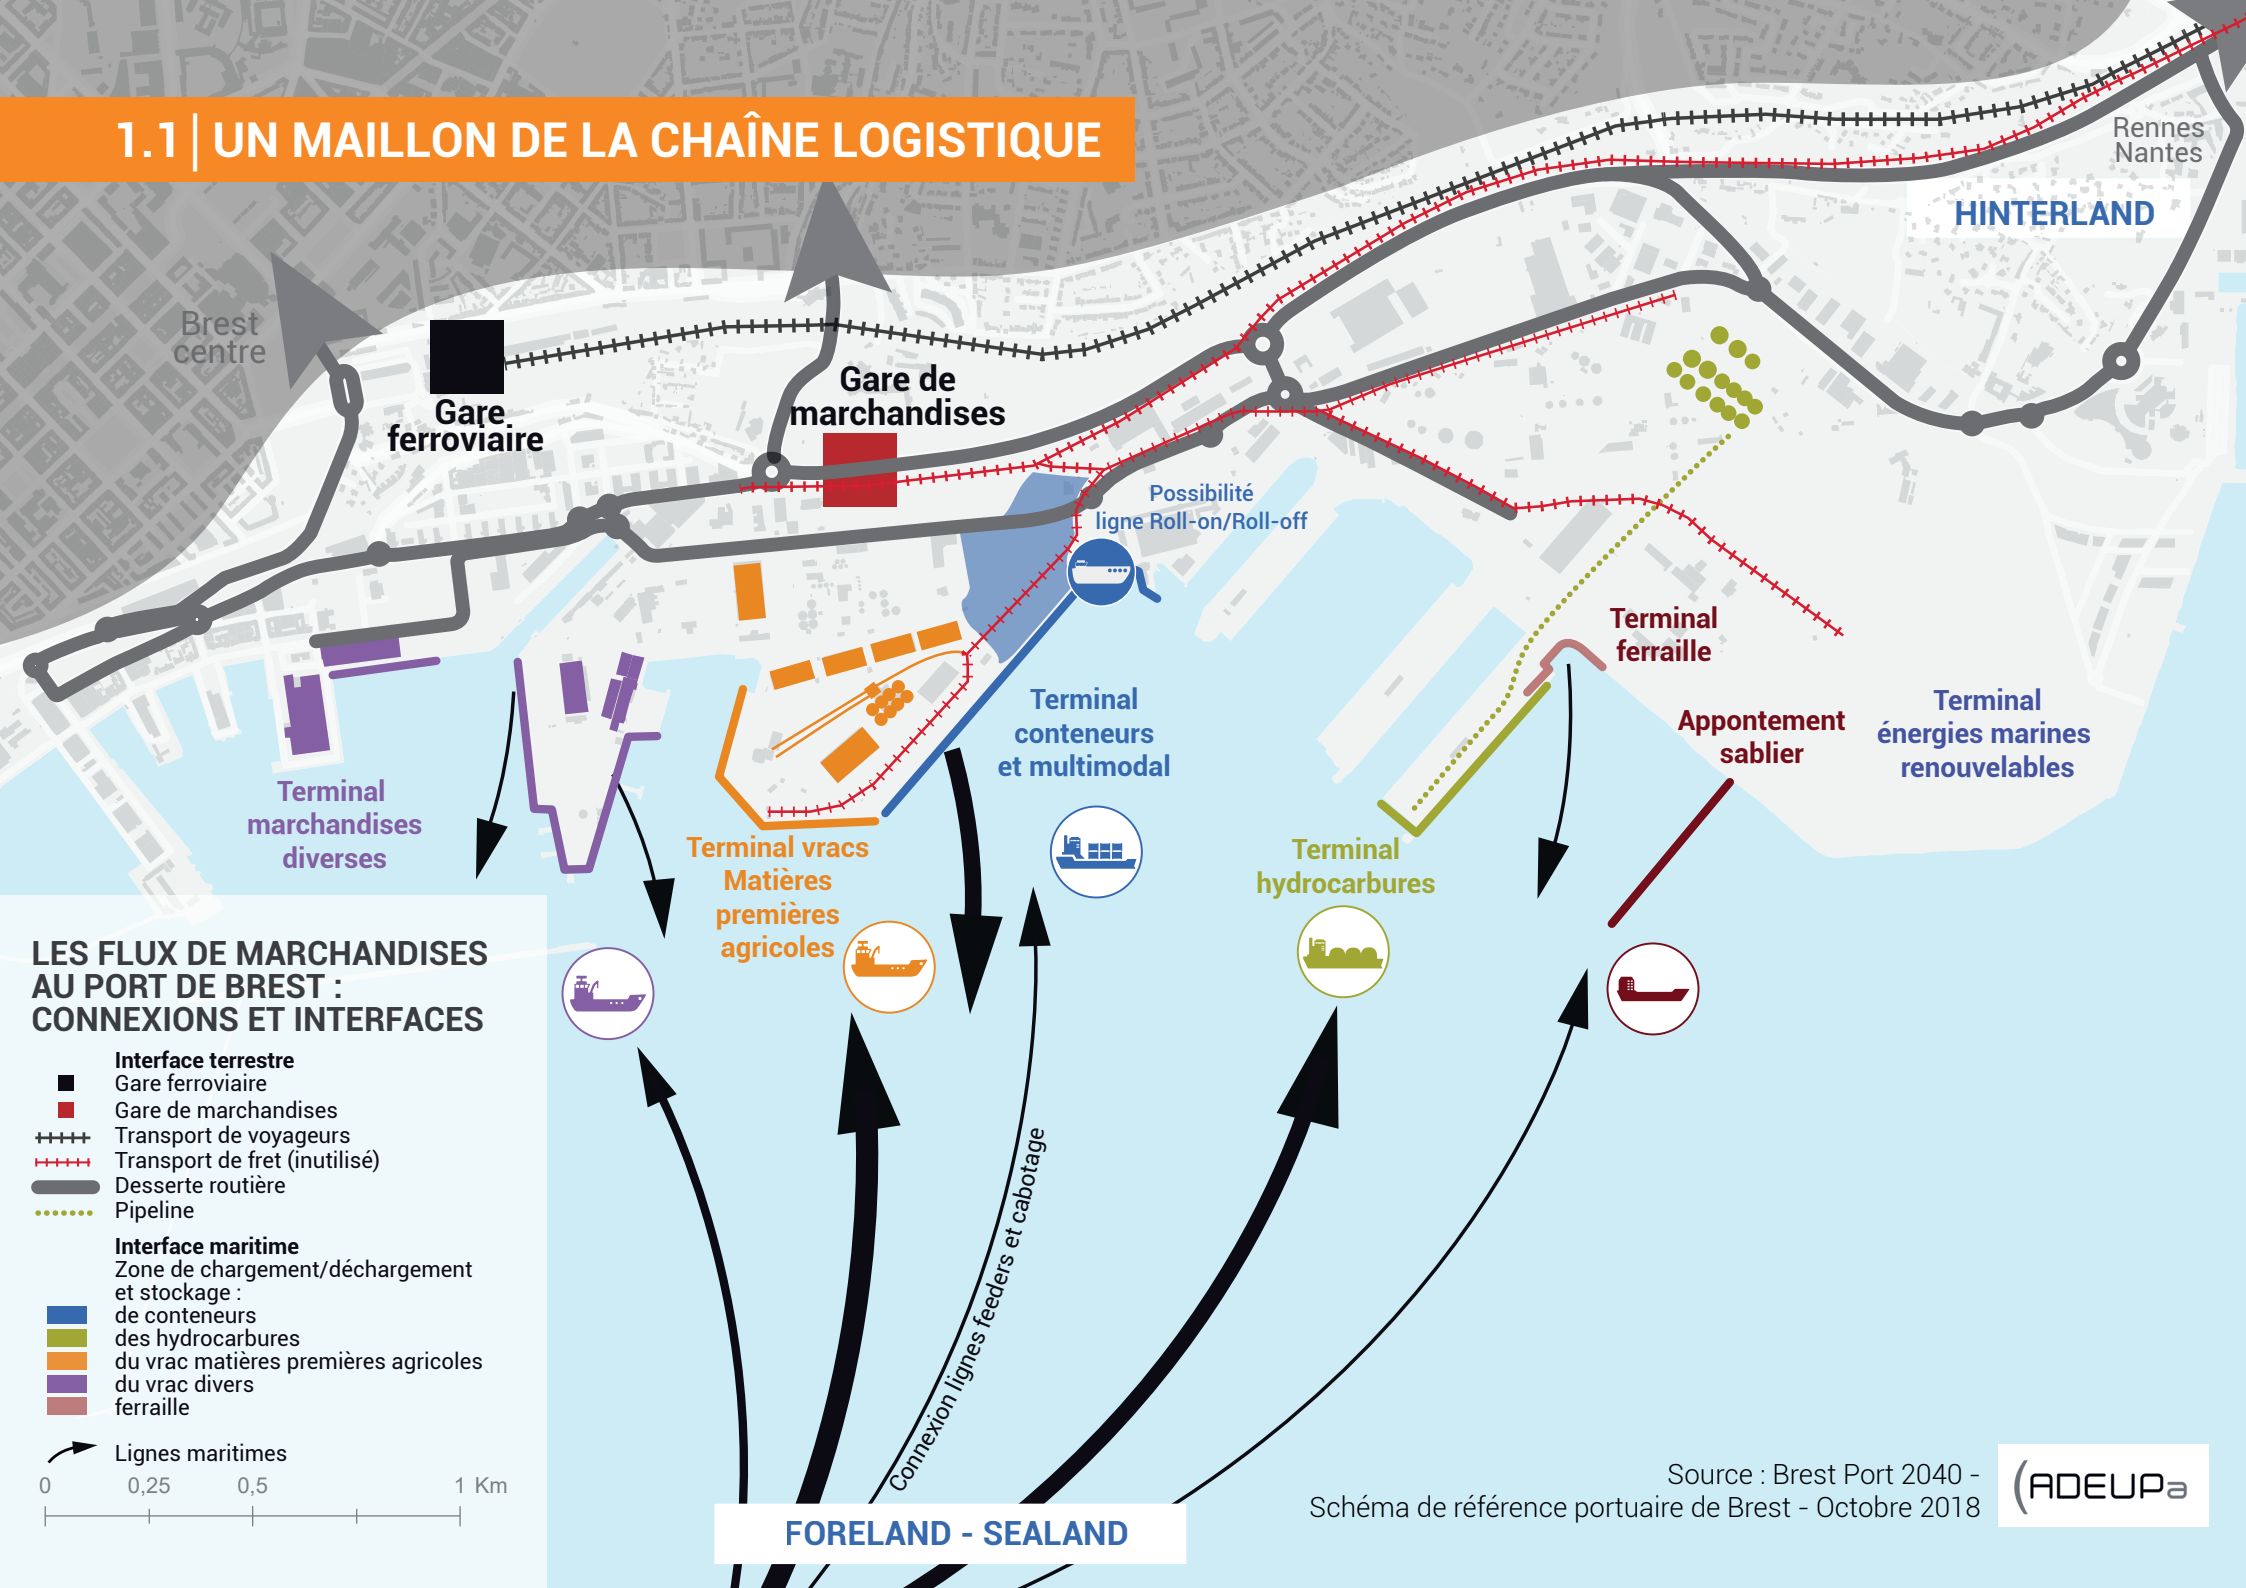 1.1 | UN MAILLON DE LA CHAÎNE LOGISTIQUE
Rennes
Nantes
HINTERLAND
Brest
centre
Gare
ferroviaire
Gare de
marchandises
Possibilité
ligne Roll-on/Roll-off
Terminal
ferraille
Terminal
conteneurs
et multimodal
Appontement
sablier
Terminal
énergies marines
renouvelables
Terminal
marchandises
diverses
Terminal vracs
Matières
premières
agricoles
Terminal
hydrocarbures
Connexion lignes feeders et cabotage
LES FLUX DE MARCHANDISES
AU PORT DE BREST :
CONNEXIONS ET INTERFACES
Interface terrestre
Gare ferroviaire
Gare de marchandises
Transport de voyageurs
Transport de fret (inutilisé)
Desserte routière
Pipeline
Interface maritime
Zone de chargement/déchargement
et stockage :
de conteneurs
des hydrocarbures
du vrac matières premières agricoles
du vrac divers
ferraille
Lignes maritimes
0 0,25 0,5 1 Km
FORELAND - SEALAND
Source : Brest Port 2040 -
Schéma de référence portuaire de Brest - Octobre 2018
ADEUPa